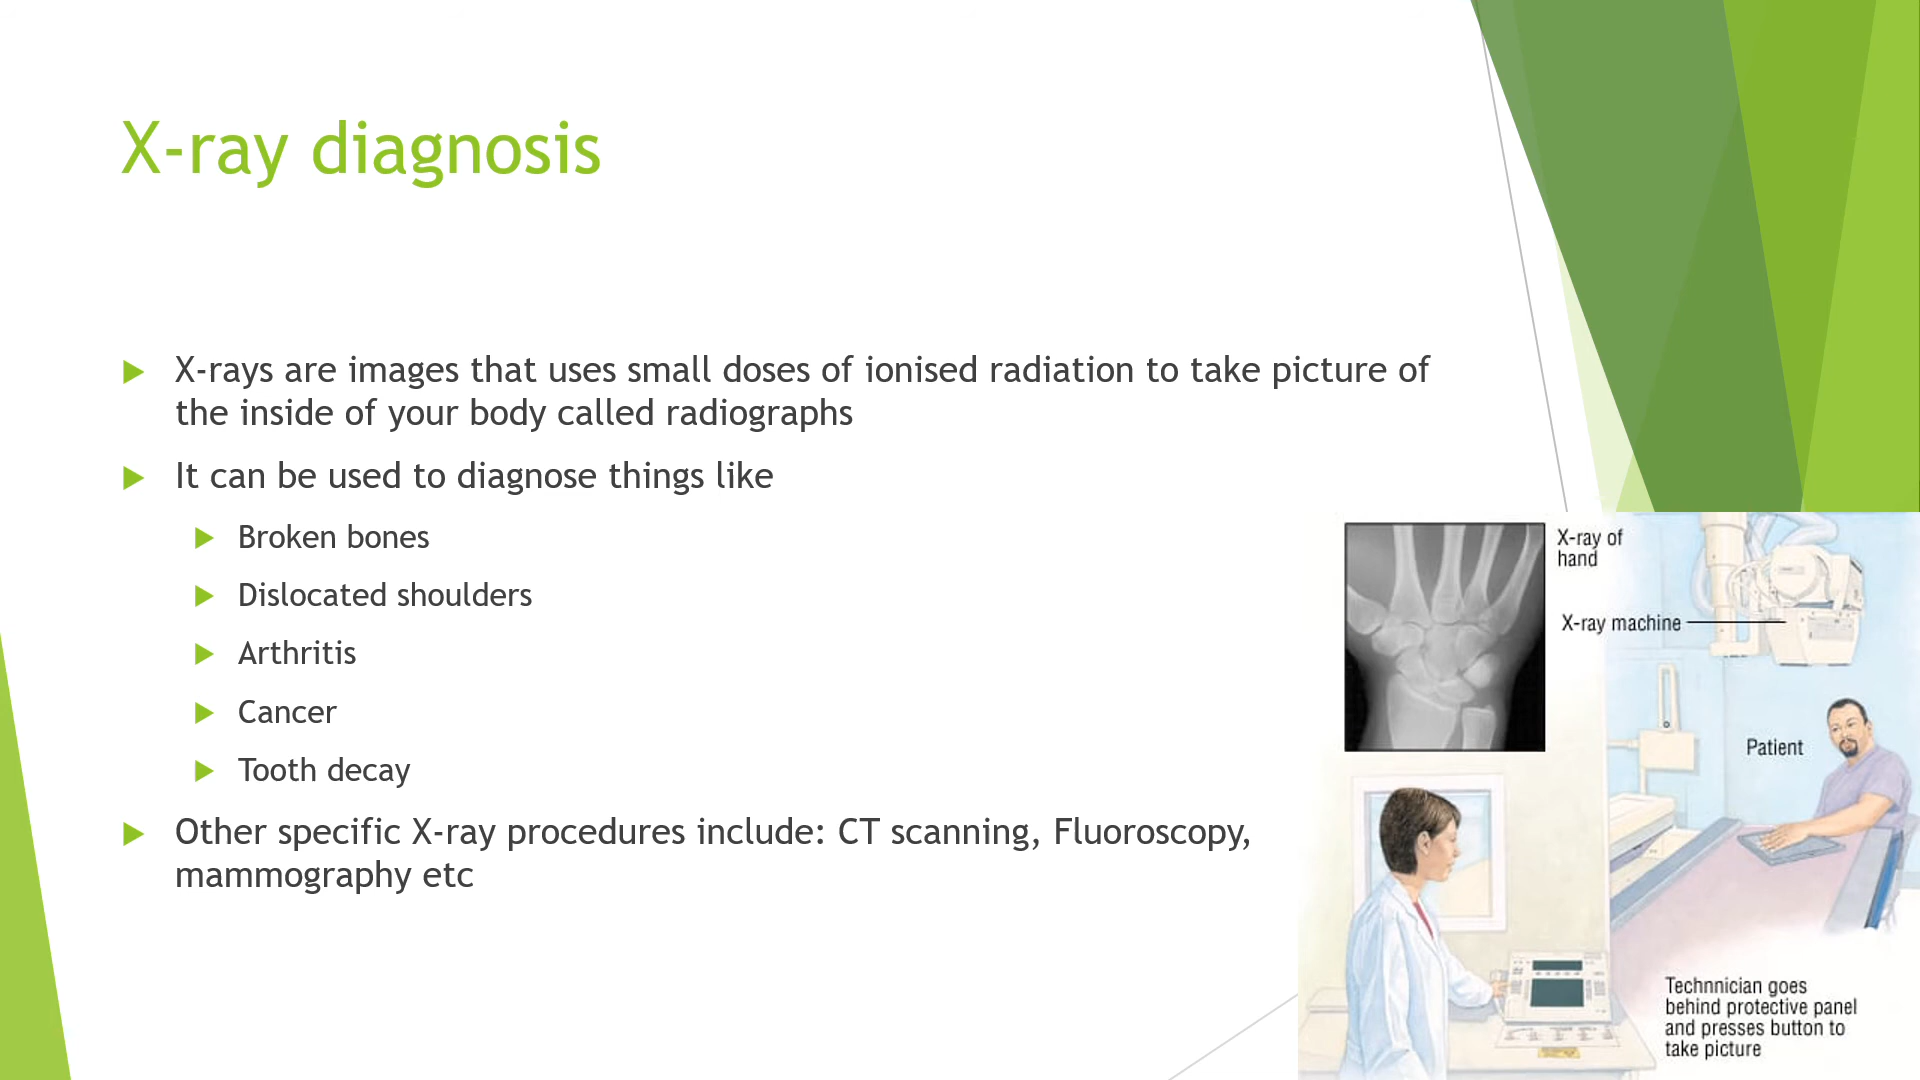 X-ray diagnosis
X-rays are images that uses small doses of ionised radiation to take picture of
the inside of your body called radiographs
It can be used to diagnose things like
Broken bones
Dislocated shoulders
Arthritis
Cancer
Tooth decay
Other specific X-ray procedures include: CT scanning, Fluoroscopy,
mammography etc
X-ray of
hand
X-ray machine
Patient
Technnician goes
behind protective panel
and presses button to
take picture